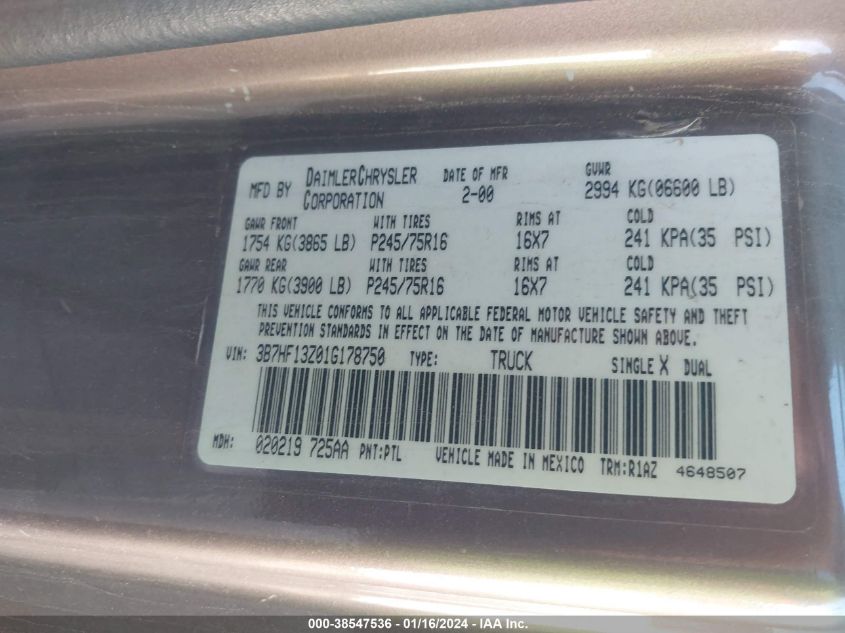 MFD BY DAIMLERCHRYSLER CORPORATION DATE OF MFR 2-00 GVWR 2994 KG(06600 LB)
GAWR FRONT WITH TIRES RIMS AT COLD
1754 KG(3865 LB) P245/75R16 16X7 241 KPA(35 PSI)
GAWR REAR WITH TIRES RIMS AT COLD
1770 KG(3900 LB) P245/75R16 16X7 241 KPA(35 PSI)
THIS VEHICLE CONFORMS TO ALL APPLICABLE FEDERAL MOTOR VEHICLE SAFETY AND THEFT
PREVENTION STANDARDS IN EFFECT ON THE DATE OF MANUFACTURE SHOWN ABOVE.
VIN: 3B7HF13Z01G178750 TYPE: TRUCK SINGLE X DUAL
MDH: 020219 725AA PNT:PTL VEHICLE MADE IN MEXICO TRM:R1AZ 4648507
000-38547536 - 01/16/2024 - IAA Inc.